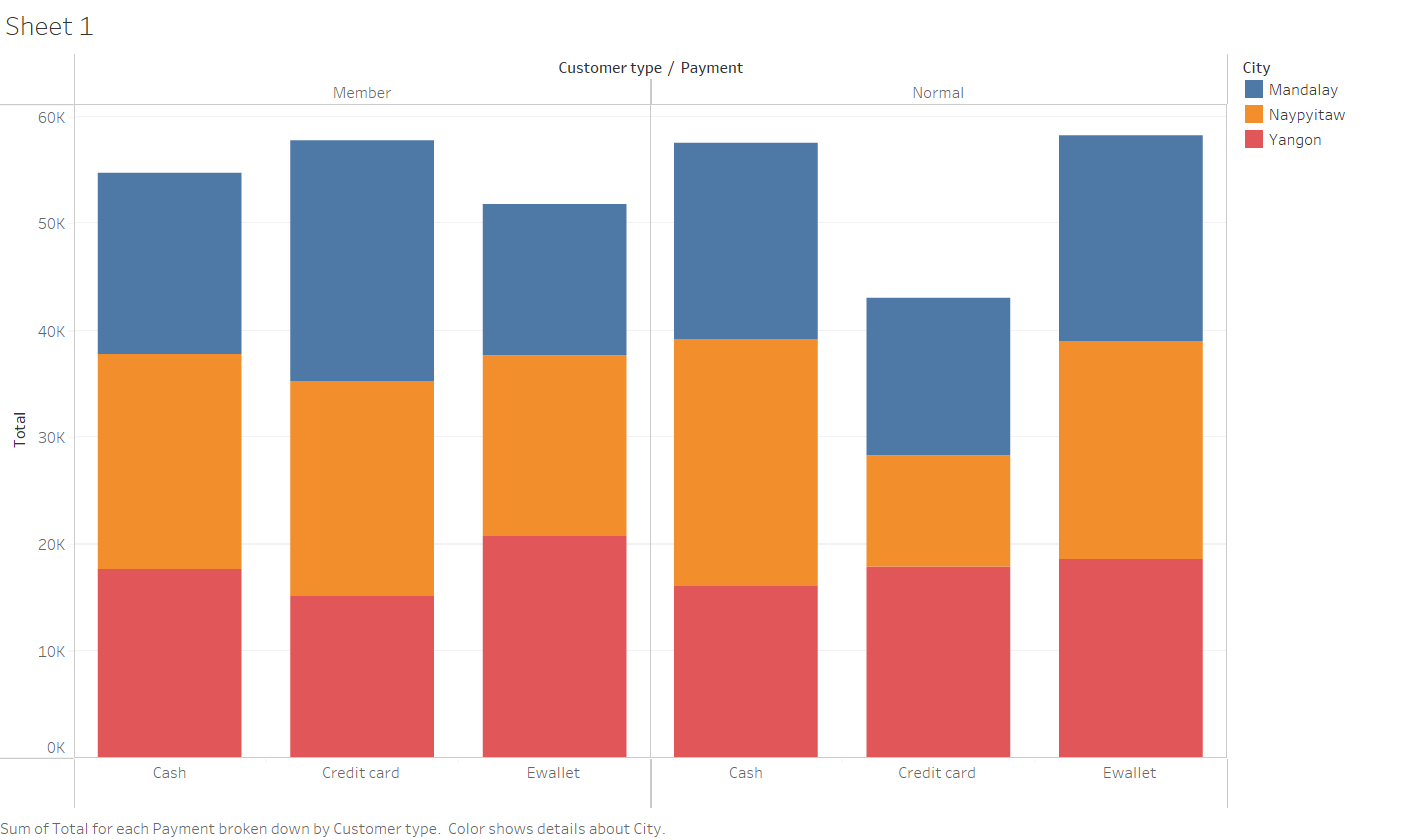 Sheet 1
Customer type / Payment
Member
Normal
City
Mandalay
Naypyitaw
Yangon
60K
50K
40K
30K
20K
10K
0K
Total
Cash
Credit card
Ewallet
Cash
Credit card
Ewallet
Sum of Total for each Payment broken down by Customer type.  Color shows details about City.